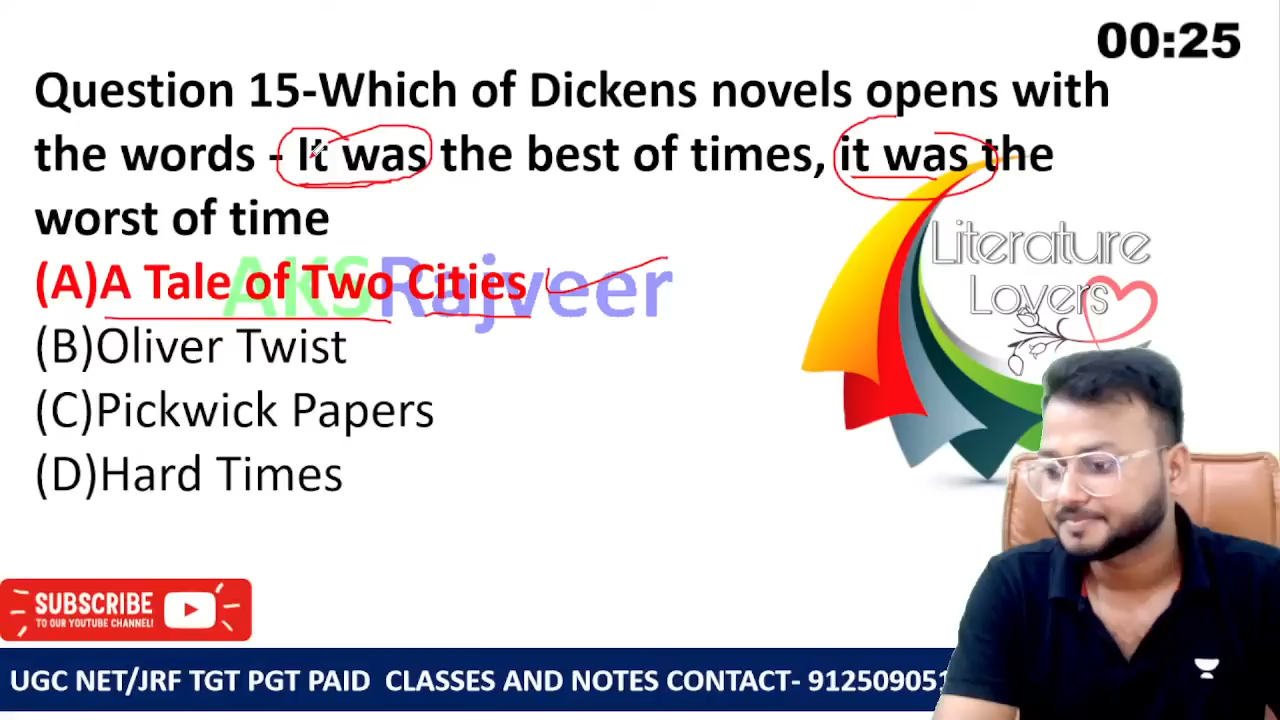 00:25
Question 15-Which of Dickens novels opens with
the words - It was the best of times, it was the
worst of time
(A)A Tale of Two Cities
AKSRajveer
(B)Oliver Twist
(C)Pickwick Papers
(D)Hard Times
Literature
Lovers
SUBSCRIBE
TO OUR YOUTUBE CHANNEL!
UGC NET/JRF TGT PGT PAID CLASSES AND NOTES CONTACT- 912509051